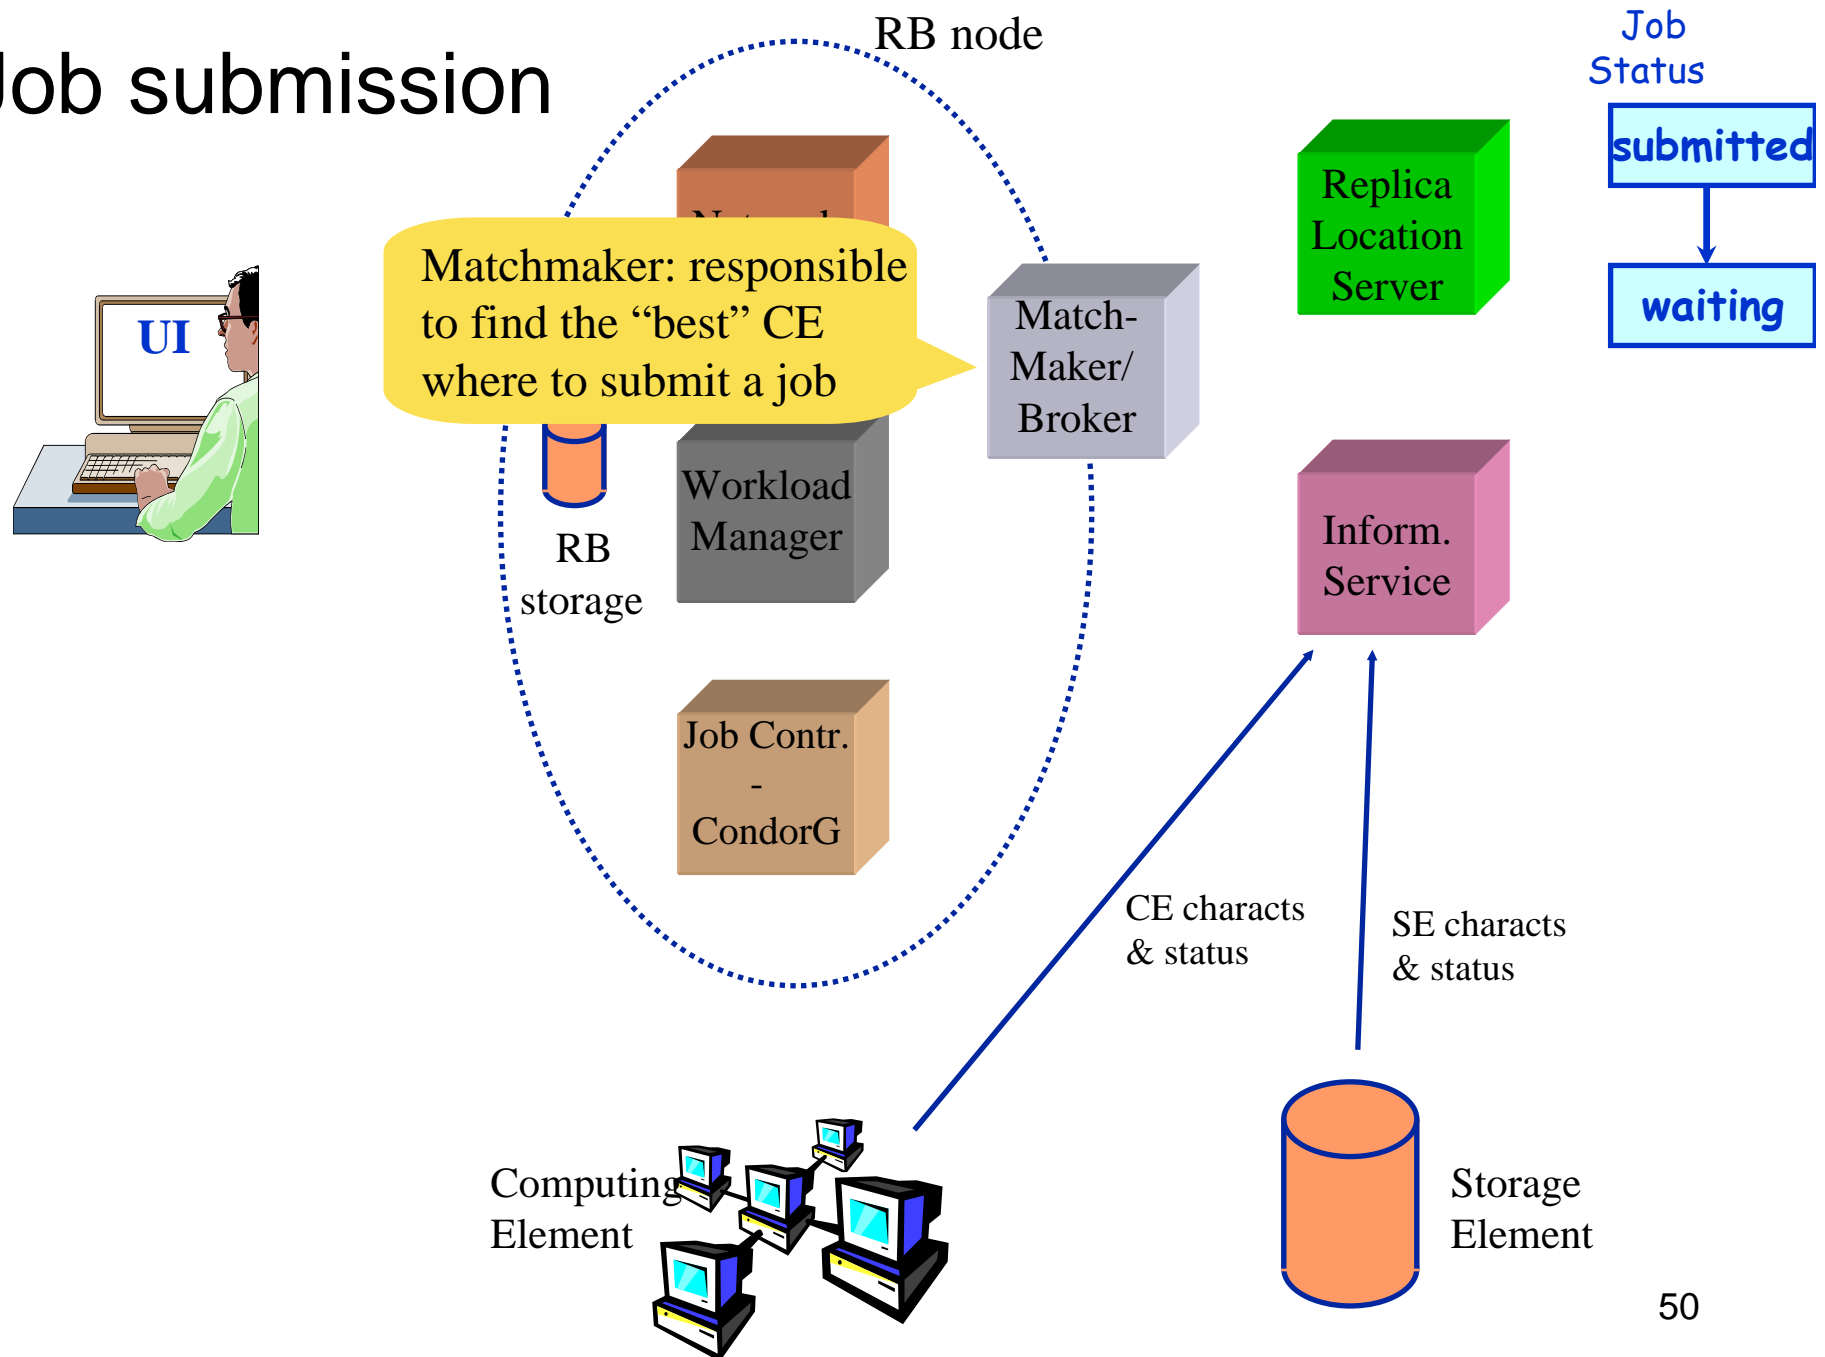 RB node
Job
Status
Job submission
submitted
Replica
Location
Server
Matchmaker: responsible
to find the “best” CE
where to submit a job
UI
Match-
Maker/
Broker
waiting
Workload
Manager
RB
storage
Inform.
Service
Job Contr.
-
CondorG
CE characts
& status
SE characts
& status
Computing
Element
Storage
Element
50